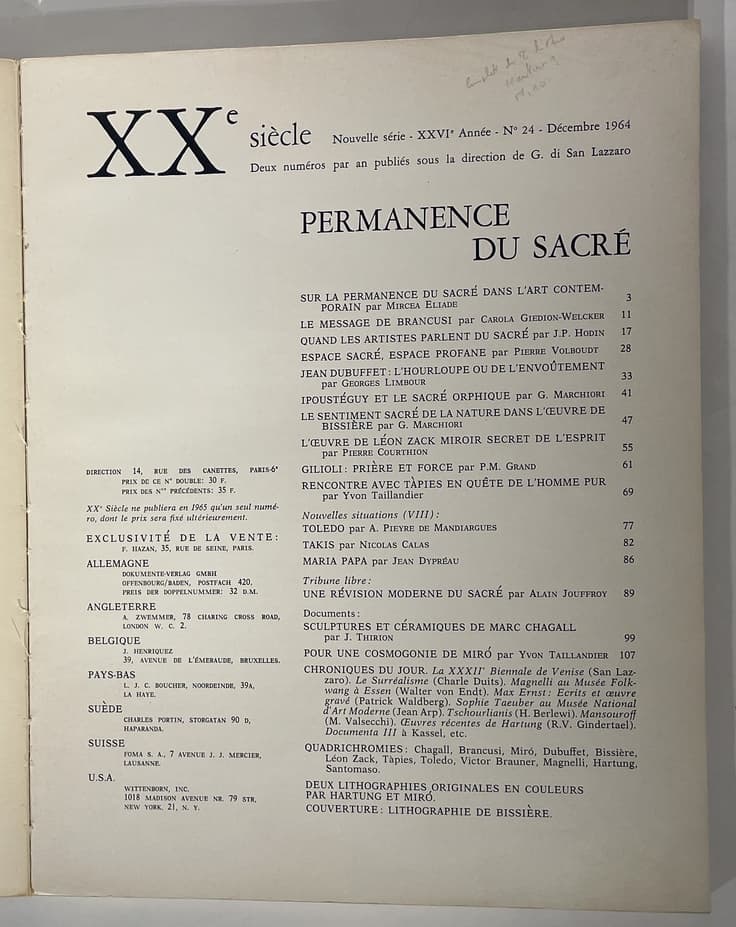 XXe siècle Nouvelle série - XXVIe Année - No 24 - Décembre 1964
Deux numéros par an publiés sous la direction de G. di San Lazzaro
PERMANENCE
DU SACRÉ
SUR LA PERMANENCE DU SACRÉ DANS L'ART CONTEM-
PORAIN par Mircea Eliade 3
LE MESSAGE DE BRANCUSI par Carola Giedion-Welcker 11
QUAND LES ARTISTES PARLENT DU SACRÉ par J.P. Hodin 17
ESPACE SACRÉ, ESPACE PROFANE par Pierre Volboudt 28
JEAN DUBUFFET : L'HOURLOUPE OU DE L'ENVOÛTEMENT
par Georges Limbour 33
IPOUSTÉGUY ET LE SACRÉ ORPHIQUE par G. Marchiori 41
LE SENTIMENT SACRÉ DE LA NATURE DANS L'ŒUVRE DE
BISSIÈRE par G. Marchiori 47
L'ŒUVRE DE LÉON ZACK MIROIR SECRET DE L'ESPRIT
par Pierre Courthion 55
GILIOLI : PRIÈRE ET FORCE par P.M. Grand 61
RENCONTRE AVEC TÀPIES EN QUÊTE DE L'HOMME PUR
par Yvon Taillandier 69
Nouvelles situations (VIII) :
TOLEDO par A. Pieyre de Mandiargues 77
TAKIS par Nicolas Calas 82
MARIA PAPA par Jean Dypréau 86
Tribune libre :
UNE RÉVISION MODERNE DU SACRÉ par Alain Jouffroy 89
Documents :
SCULPTURES ET CÉRAMIQUES DE MARC CHAGALL
par J. Thirion 99
POUR UNE COSMOGONIE DE MIRÓ par Yvon Taillandier 107
CHRONIQUES DU JOUR. La XXXIIe Biennale de Venise (San Laz-
zaro). Le Surréalisme (Charle Duits). Magnelli au Musée Folk-
wang à Essen (Walter von Endt). Max Ernst : Ecrits et œuvre
gravé (Patrick Waldberg). Sophie Taeuber au Musée National
d'Art Moderne (Jean Arp). Tschourlianis (H. Berlewi). Mansouroff
(M. Valsecchi). Œuvres récentes de Hartung (R.V. Gindertael).
Documenta III à Kassel, etc.
QUADRICHROMIES : Chagall, Brancusi, Miró, Dubuffet, Bissière,
Léon Zack, Tàpies, Toledo, Victor Brauner, Magnelli, Hartung,
Santomaso.
DEUX LITHOGRAPHIES ORIGINALES EN COULEURS
PAR HARTUNG ET MIRÓ.
COUVERTURE : LITHOGRAPHIE DE BISSIÈRE.
DIRECTION 14, RUE DES CANETTES, PARIS-6e
PRIX DE CE No DOUBLE: 30 F.
PRIX DES Nos PRÉCÉDENTS: 35 F.
XXe Siècle ne publiera en 1965 qu'un seul numé-
ro, dont le prix sera fixé ultérieurement.
EXCLUSIVITÉ DE LA VENTE :
F. HAZAN, 35, RUE DE SEINE, PARIS.
ALLEMAGNE
DOKUMENTE-VERLAG GMBH
OFFENBOURG/BADEN, POSTFACH 420,
PREIS DER DOPPELNUMMER: 32 D.M.
ANGLETERRE
A. ZWEMMER, 78 CHARING CROSS ROAD,
LONDON W. C. 2.
BELGIQUE
J. HENRIQUEZ
39, AVENUE DE L'ÉMERAUDE, BRUXELLES.
PAYS-BAS
L. J. C. BOUCHER, NOORDEINDE, 39A,
LA HAYE.
SUÈDE
CHARLES PORTIN, STORGATAN 90 D,
HAPARANDA.
SUISSE
FOMA S. A., 7 AVENUE J. J. MERCIER,
LAUSANNE.
U.S.A.
WITTENBORN, INC.
1018 MADISON AVENUE NR. 79 STR,
NEW YORK, 21, N. Y.